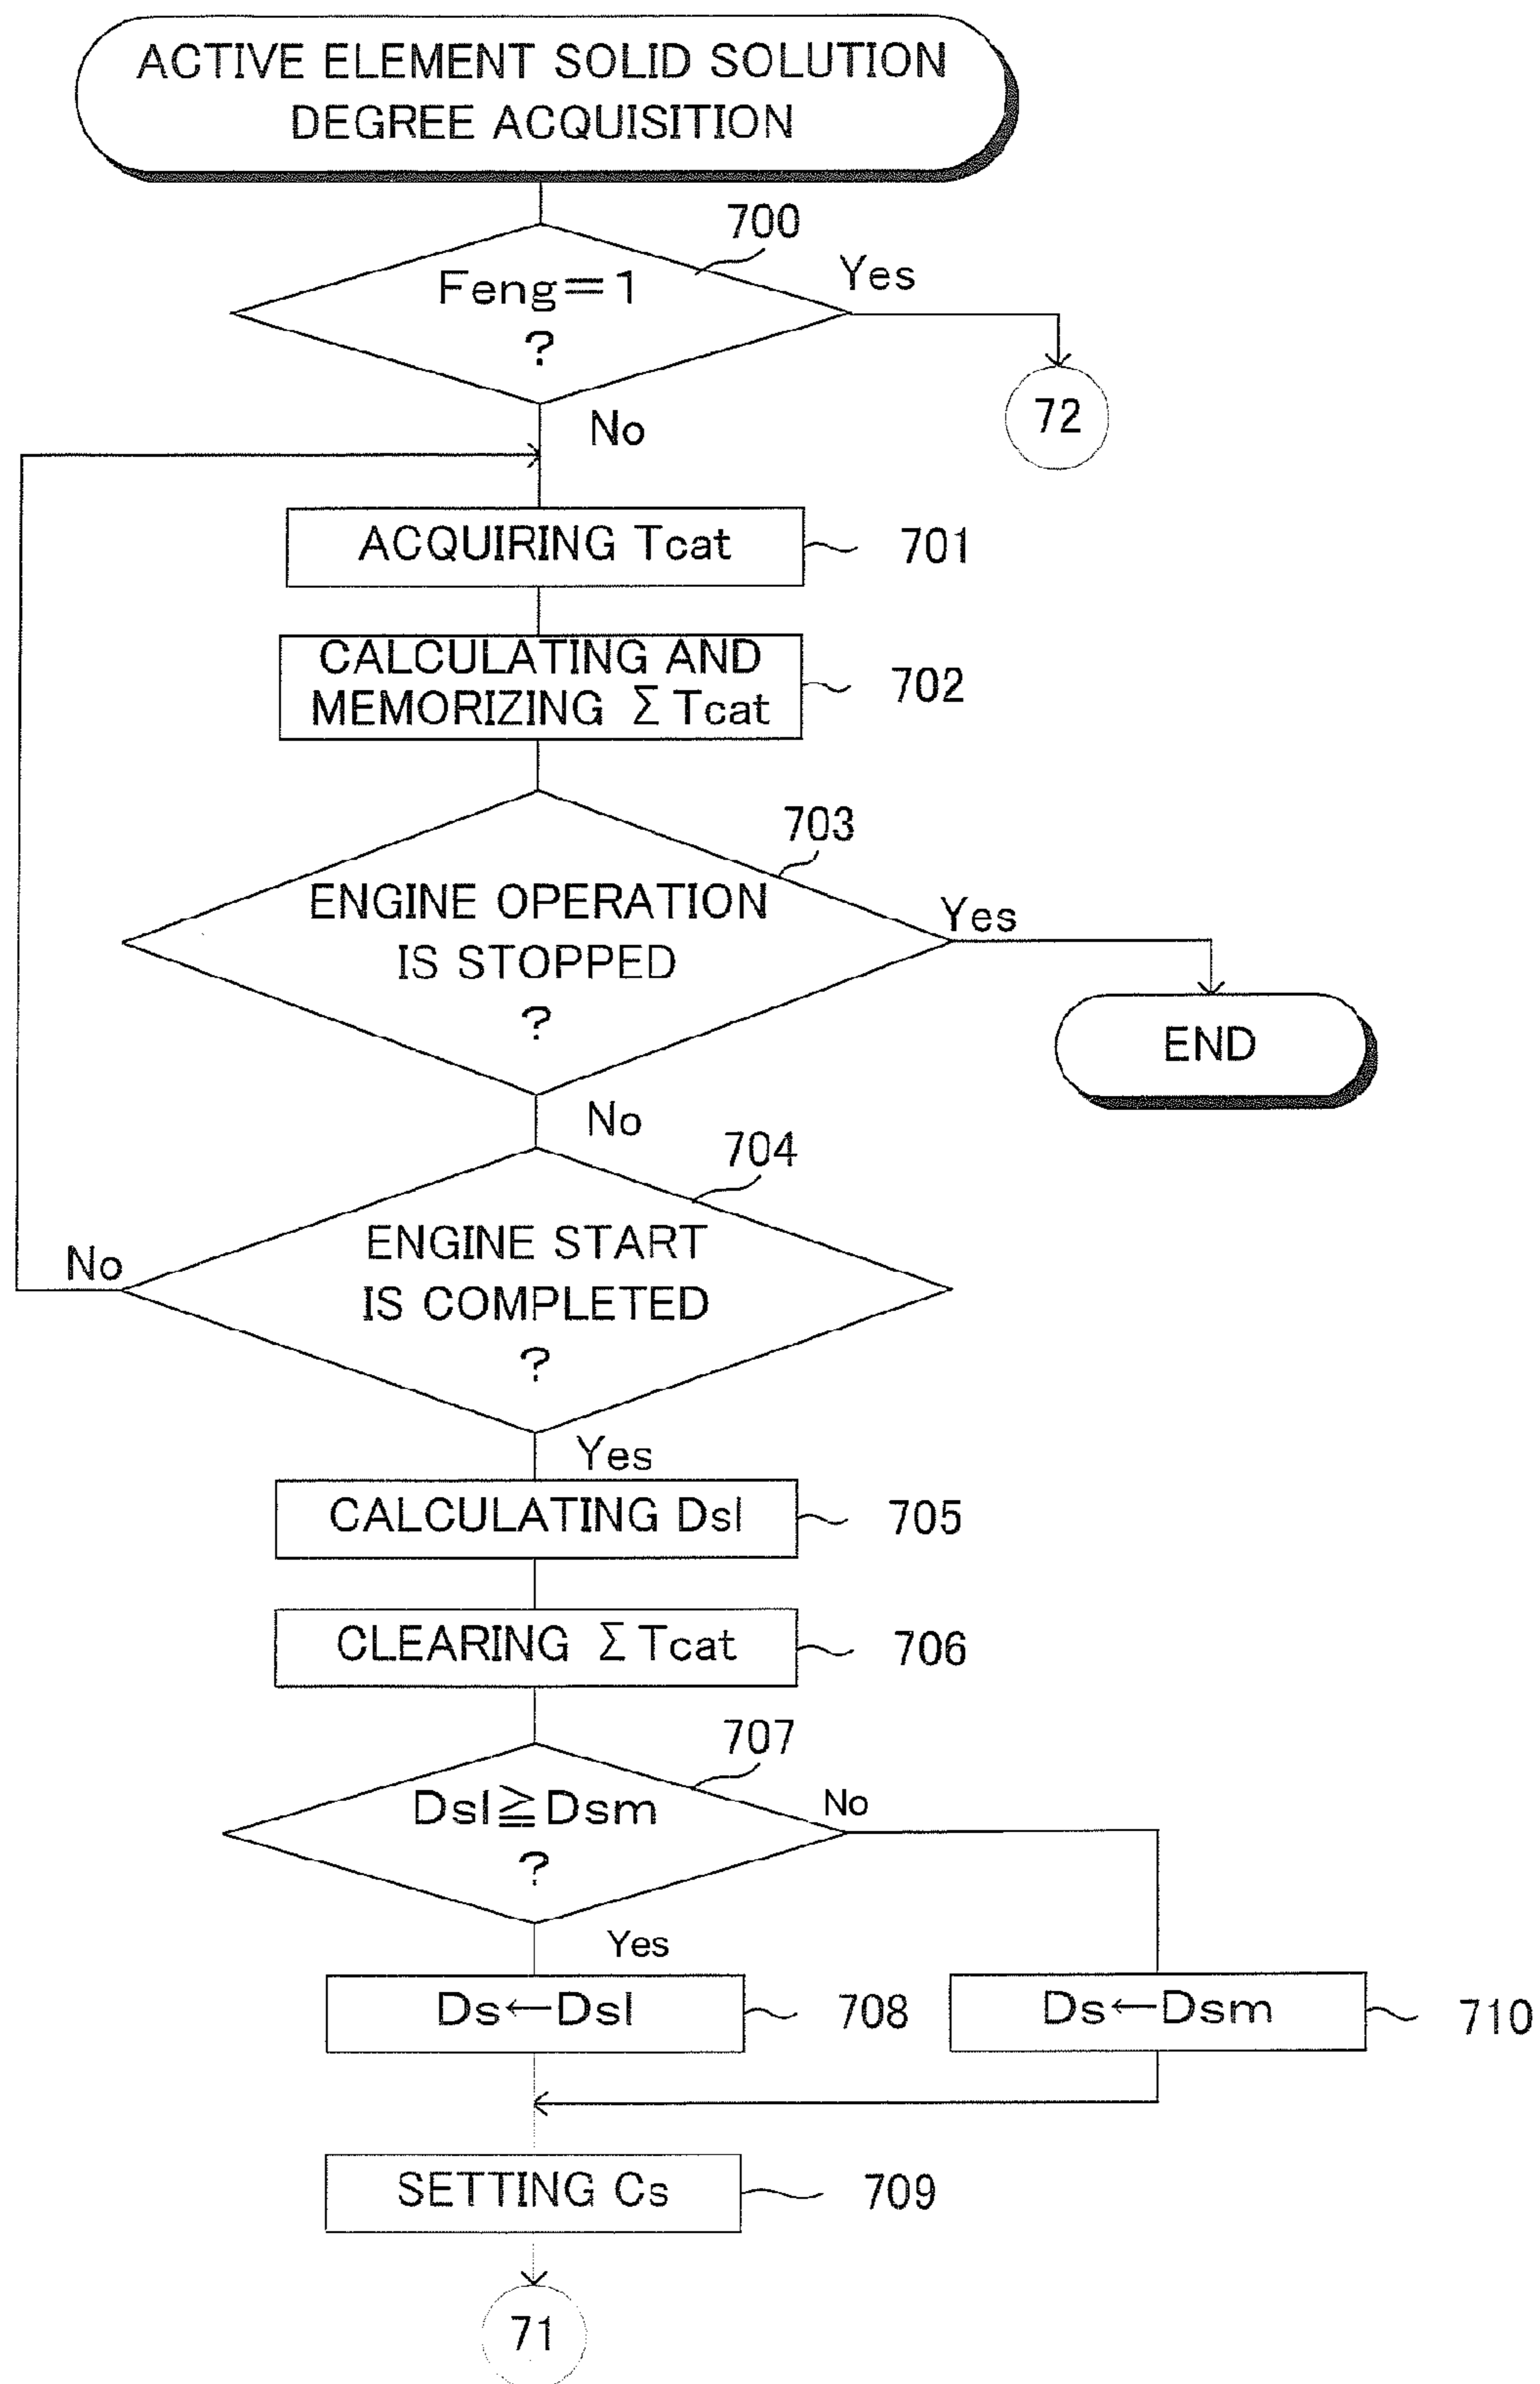 ACTIVE ELEMENT SOLID SOLUTION
DEGREE ACQUISITION
700
Feng=1
?
Yes
72
No
ACQUIRING Tcat
701
CALCULATING AND
MEMORIZING ΣTcat
702
703
ENGINE OPERATION
IS STOPPED
?
Yes
END
No
704
ENGINE START
IS COMPLETED
?
No
Yes
CALCULATING Dsl
705
CLEARING ΣTcat
706
707
Dsl≧Dsm
?
No
Yes
Ds←Dsl
708
Ds←Dsm
710
SETTING Cs
709
71